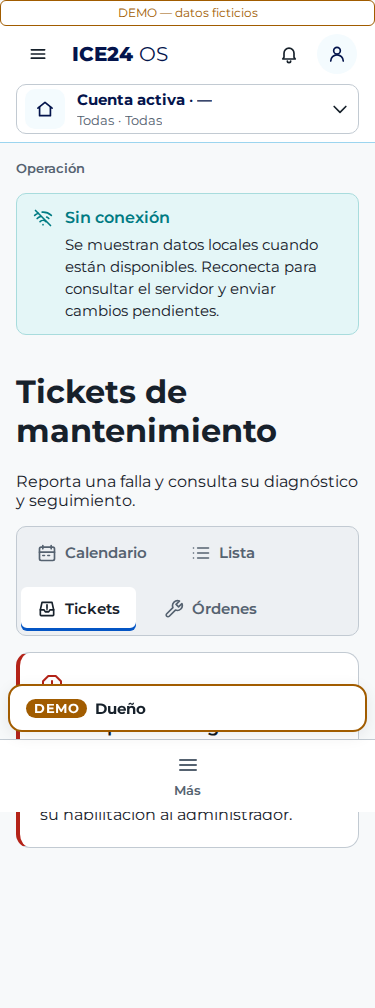 DEMO — datos ficticios
ICE24 OS
Cuenta activa · —
Todas · Todas
Operación
Sin conexión
Se muestran datos locales cuando
están disponibles. Reconecta para
consultar el servidor y enviar
cambios pendientes.
Tickets de
mantenimiento
Reporta una falla y consulta su diagnóstico
y seguimiento.
Calendario
Lista
Tickets
Órdenes
DEMO Dueño
Más
su habilitación al administrador.